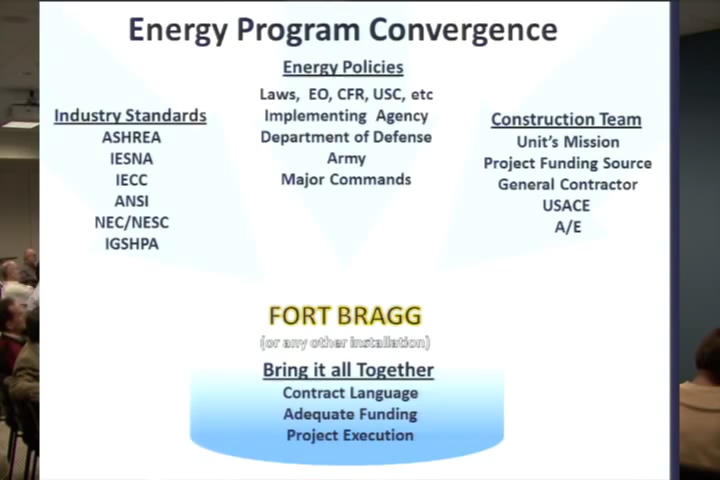 Energy Program Convergence
Energy Policies
Laws, EO, CFR, USC, etc
Implementing Agency
Department of Defense
Army
Major Commands
Industry Standards
ASHREA
IESNA
IECC
ANSI
NEC/NESC
IGSHPA
Construction Team
Unit's Mission
Project Funding Source
General Contractor
USACE
A/E
FORT BRAGG
(or any other installation)
Bring it all Together
Contract Language
Adequate Funding
Project Execution